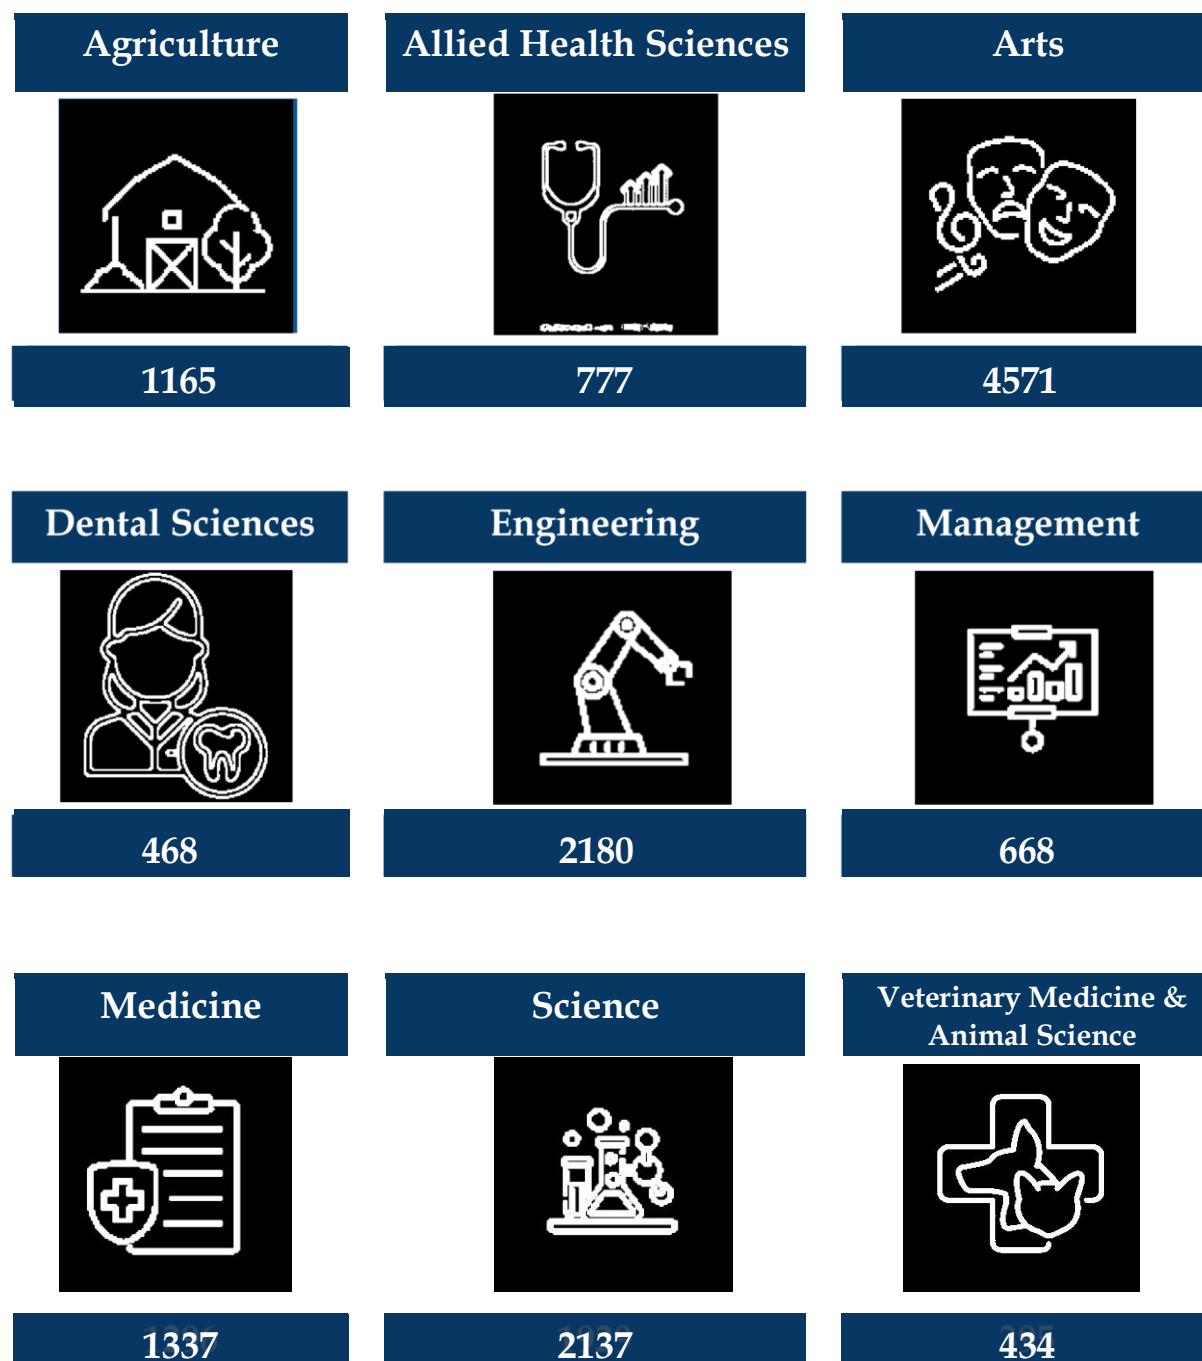 Agriculture
Allied Health Sciences
Arts
1165
777
4571
Dental Sciences
Engineering
Management
468
2180
668
Medicine
Science
Veterinary Medicine &
Animal Science
1337
2137
434